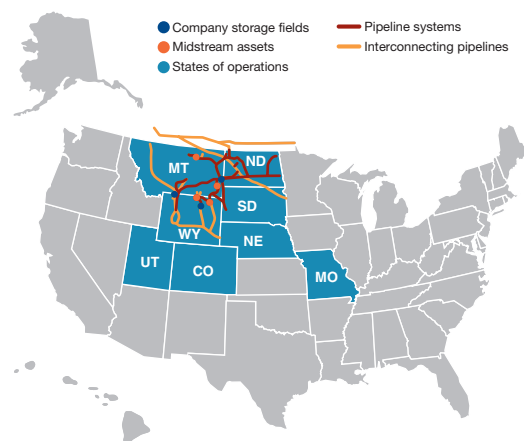 Company storage fields
Pipeline systems
Midstream assets
Interconnecting pipelines
States of operations
MT
ND
SD
WY
NE
UT
CO
MO